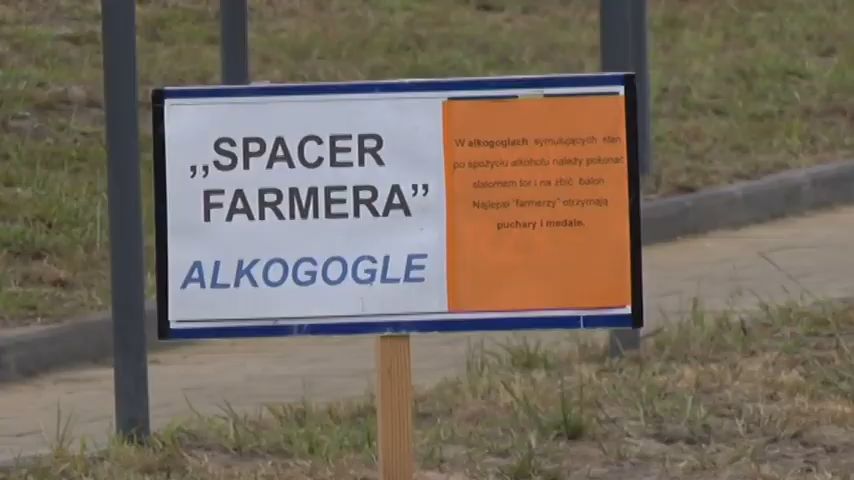 „SPACER
FARMERA”
ALKOGOGLE
W alkogoglach symulujących stan
po spożyciu alkoholu należy pokonać
slalomem tor i na zbić balon
Najlepsi "farmerzy" otrzymają
puchary i medale.